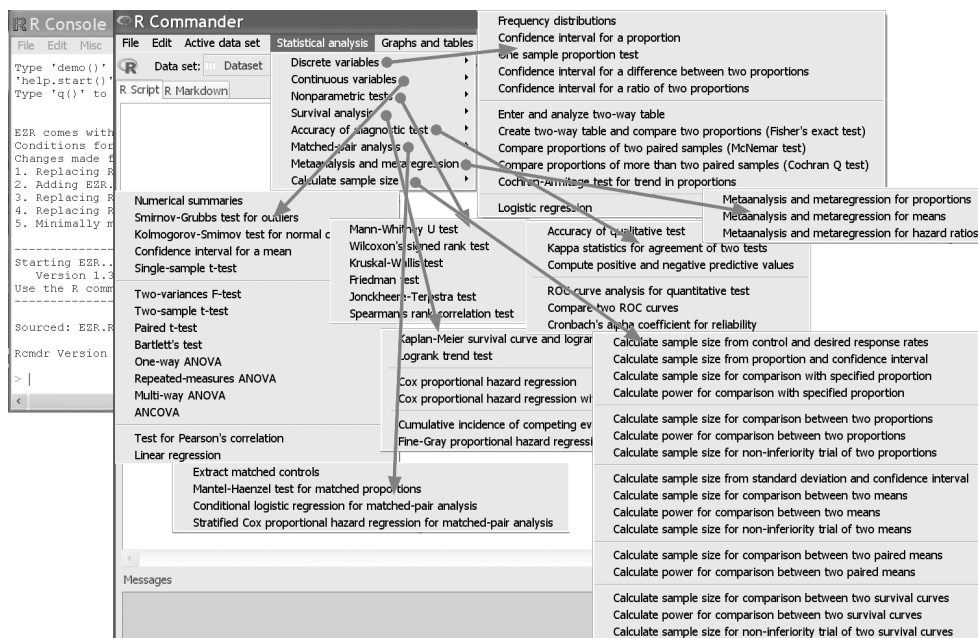 R Console
File Edit Misc
Type 'demo()'
'help.start()'
Type 'q()' to
EZR comes with
Conditions for
Changes made f
1. Replacing R
2. Adding EZR.
3. Replacing R
4. Replacing R
5. Minimally m
Starting EZR..
Version 1.3
Use the R comm
Sourced: EZR.R
Rcmdr Version
> |
R Commander
File Edit Active data set Statistical analysis Graphs and tables
Data set: Dataset
R Script R Markdown
Discrete variables
Continuous variables
Nonparametric tests
Survival analysis
Accuracy of diagnostic test
Matched-pair analysis
Metaanalysis and metaregression
Calculate sample size
Frequency distributions
Confidence interval for a proportion
One sample proportion test
Confidence interval for a difference between two proportions
Confidence interval for a ratio of two proportions
Enter and analyze two-way table
Create two-way table and compare two proportions (Fisher's exact test)
Compare proportions of two paired samples (McNemar test)
Compare proportions of more than two paired samples (Cochran Q test)
Cochran-Armitage test for trend in proportions
Logistic regression
Metaanalysis and metaregression for proportions
Metaanalysis and metaregression for means
Metaanalysis and metaregression for hazard ratios
Numerical summaries
Smirnov-Grubbs test for outliers
Kolmogorov-Smirnov test for normal d
Confidence interval for a mean
Single-sample t-test
Two-variances F-test
Two-sample t-test
Paired t-test
Bartlett's test
One-way ANOVA
Repeated-measures ANOVA
Multi-way ANOVA
ANCOVA
Test for Pearson's correlation
Linear regression
Mann-Whitney U test
Wilcoxon's signed rank test
Kruskal-Wallis test
Friedman test
Jonckheere-Terpstra test
Spearman's rank correlation test
Accuracy of qualitative test
Kappa statistics for agreement of two tests
Compute positive and negative predictive values
ROC curve analysis for quantitative test
Compare two ROC curves
Cronbach's alpha coefficient for reliability
Kaplan-Meier survival curve and logran
Logrank trend test
Cox proportional hazard regression
Cox proportional hazard regression wi
Cumulative incidence of competing ev
Fine-Gray proportional hazard regressi
Extract matched controls
Mantel-Haenzel test for matched proportions
Conditional logistic regression for matched-pair analysis
Stratified Cox proportional hazard regression for matched-pair analysis
Calculate sample size from control and desired response rates
Calculate sample size from proportion and confidence interval
Calculate sample size for comparison with specified proportion
Calculate power for comparison with specified proportion
Calculate sample size for comparison between two proportions
Calculate power for comparison between two proportions
Calculate sample size for non-inferiority trial of two proportions
Calculate sample size from standard deviation and confidence interval
Calculate sample size for comparison between two means
Calculate power for comparison between two means
Calculate sample size for non-inferiority trial of two means
Calculate sample size for comparison between two paired means
Calculate power for comparison between two paired means
Calculate sample size for comparison between two survival curves
Calculate power for comparison between two survival curves
Calculate sample size for non-inferiority trial of two survival curves
Messages